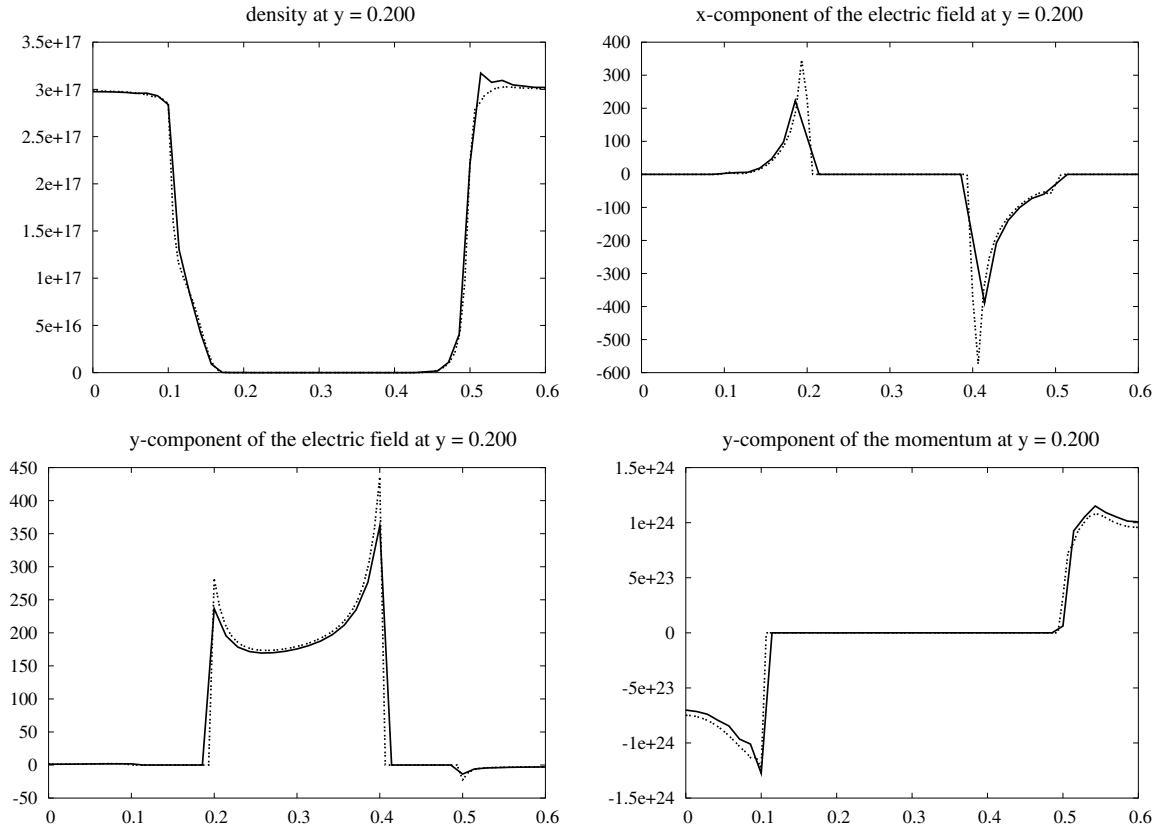 density at y = 0.200
3.5e+17
3e+17
2.5e+17
2e+17
1.5e+17
1e+17
5e+16
0
0 0.1 0.2 0.3 0.4 0.5 0.6
x-component of the electric field at y = 0.200
400
300
200
100
0
-100
-200
-300
-400
-500
-600
0 0.1 0.2 0.3 0.4 0.5 0.6
y-component of the electric field at y = 0.200
450
400
350
300
250
200
150
100
50
0
-50
0 0.1 0.2 0.3 0.4 0.5 0.6
y-component of the momentum at y = 0.200
1.5e+24
1e+24
5e+23
0
-5e+23
-1e+24
-1.5e+24
0 0.1 0.2 0.3 0.4 0.5 0.6